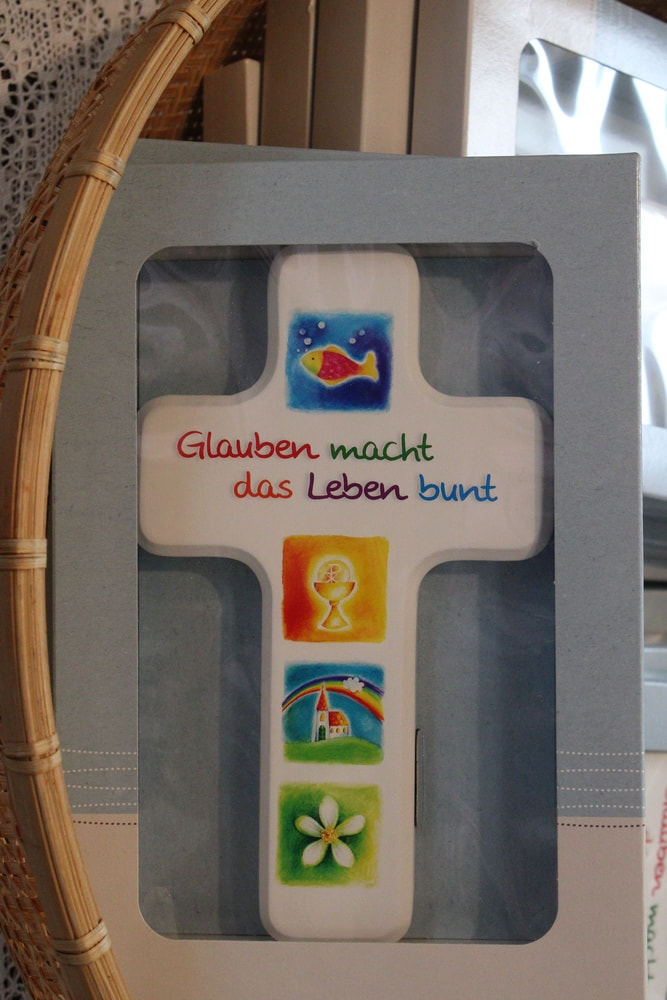 Glauben macht
das Leben bunt